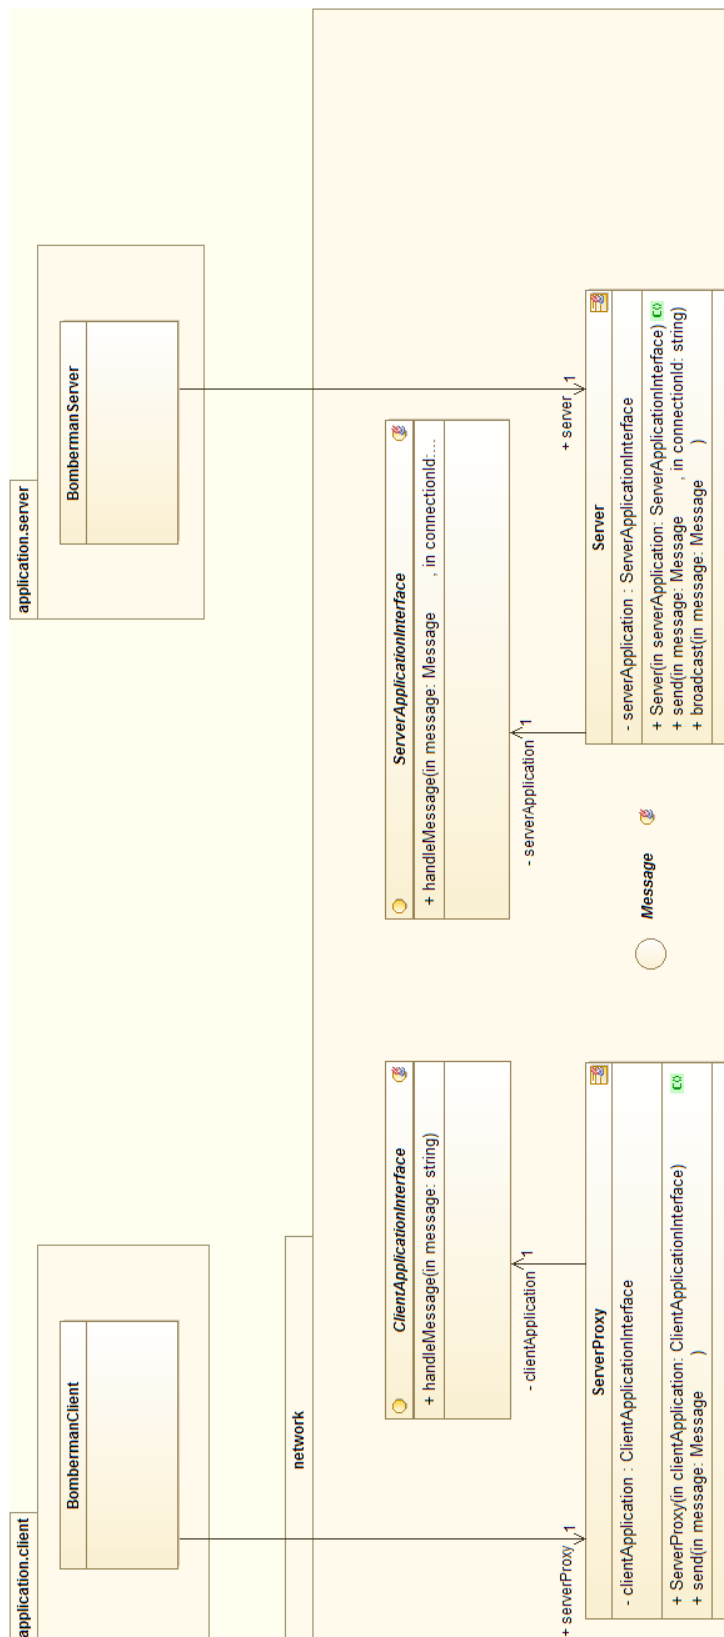 application.client
BombermanClient
application.server
BombermanServer
network
ClientApplicationInterface
+ handleMessage(in message: string)
ServerApplicationInterface
+ handleMessage(in message: Message , in connectionId:...
- clientApplication 1
- serverApplication 1
+ serverProxy 1
+ server 1
ServerProxy
- clientApplication : ClientApplicationInterface
+ ServerProxy(in clientApplication: ClientApplicationInterface)
+ send(in message: Message )
Message
Server
- serverApplication : ServerApplicationInterface
+ Server(in serverApplication: ServerApplicationInterface)
+ send(in message: Message , in connectionId: string)
+ broadcast(in message: Message )